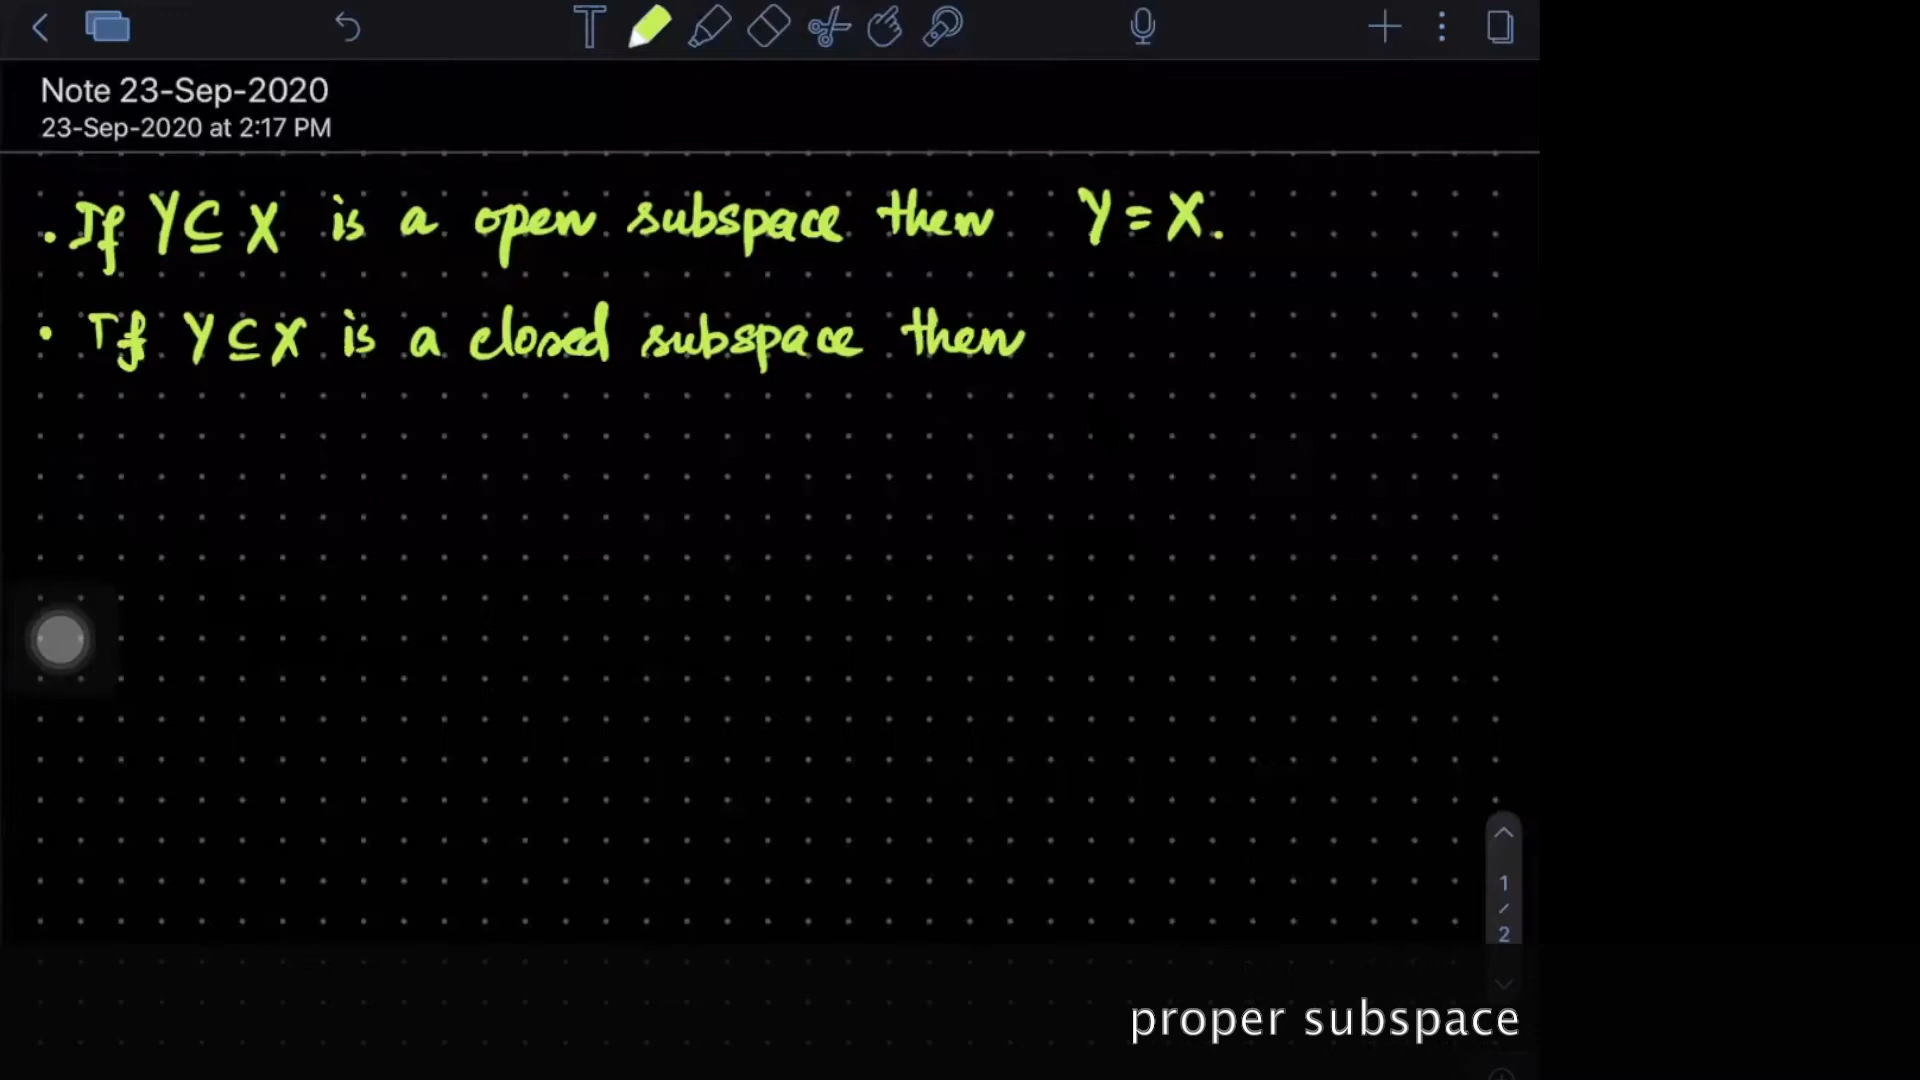 Note 23-Sep-2020
23-Sep-2020 at 2:17 PM
. If Y ⊆ X is a open subspace then Y = X.
• If Y ⊆ X is a closed subspace then
1
/
2
proper subspace